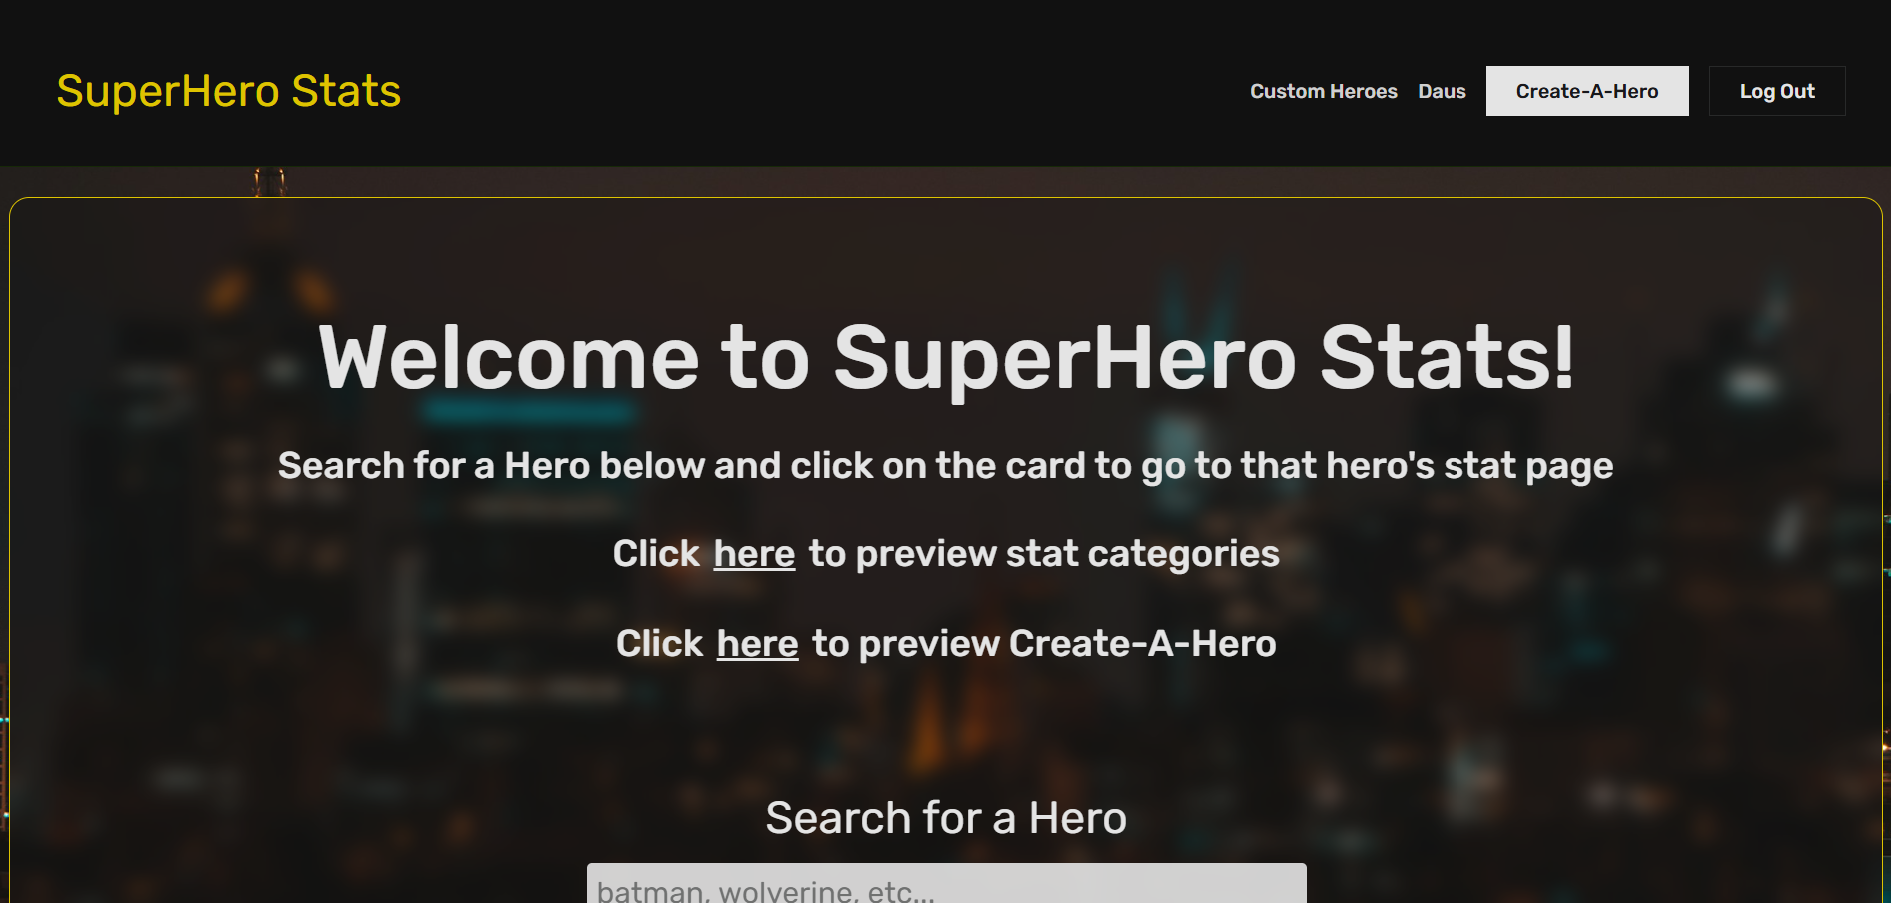 SuperHero Stats
Custom Heroes Daus Create-A-Hero Log Out
Welcome to SuperHero Stats!
Search for a Hero below and click on the card to go to that hero's stat page
Click here to preview stat categories
Click here to preview Create-A-Hero
Search for a Hero
batman, wolverine, etc...